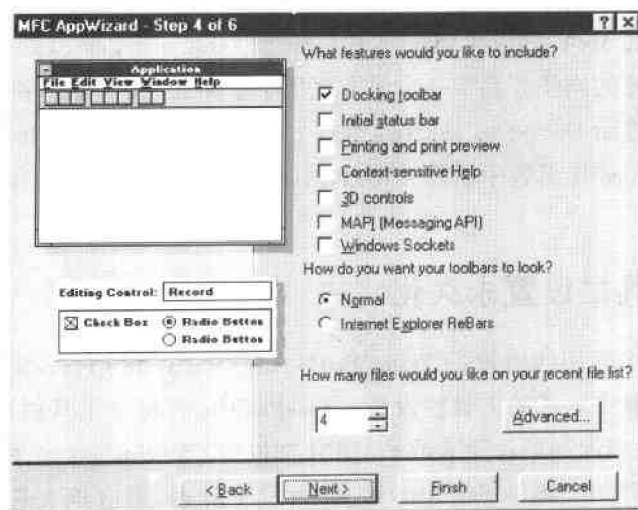 MFC AppWizard - Step 4 of 6
Application
File Edit View Window Help
Editing Control: Record
Check Box
Radio Button
Radio Button
What features would you like to include?
Docking toolbar
Initial status bar
Printing and print preview
Context-sensitive Help
3D controls
MAPI (Messaging API)
Windows Sockets
How do you want your toolbars to look?
Normal
Internet Explorer ReBars
How many files would you like on your recent file list?
4
Advanced...
< Back
Next >
Finish
Cancel